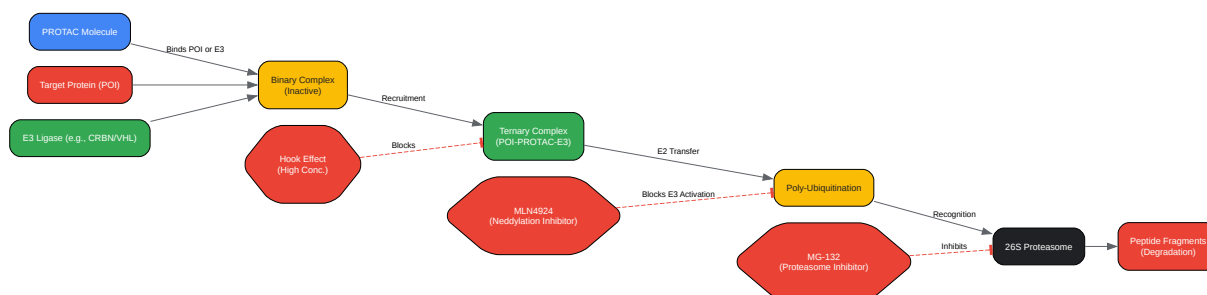 PROTAC Molecule
Binds POI or E3
Target Protein (POI)
E3 Ligase (e.g., CRBN/VHL)
Binary Complex
(Inactive)
Recruitment
Hook Effect
(High Conc.)
Blocks
Ternary Complex
(POI-PROTAC-E3)
E2 Transfer
MLN4924
(Neddylation Inhibitor)
Blocks E3 Activation
Poly-Ubiquitination
Recognition
MG-132
(Proteasome Inhibitor)
Inhibits
26S Proteasome
Peptide Fragments
(Degradation)